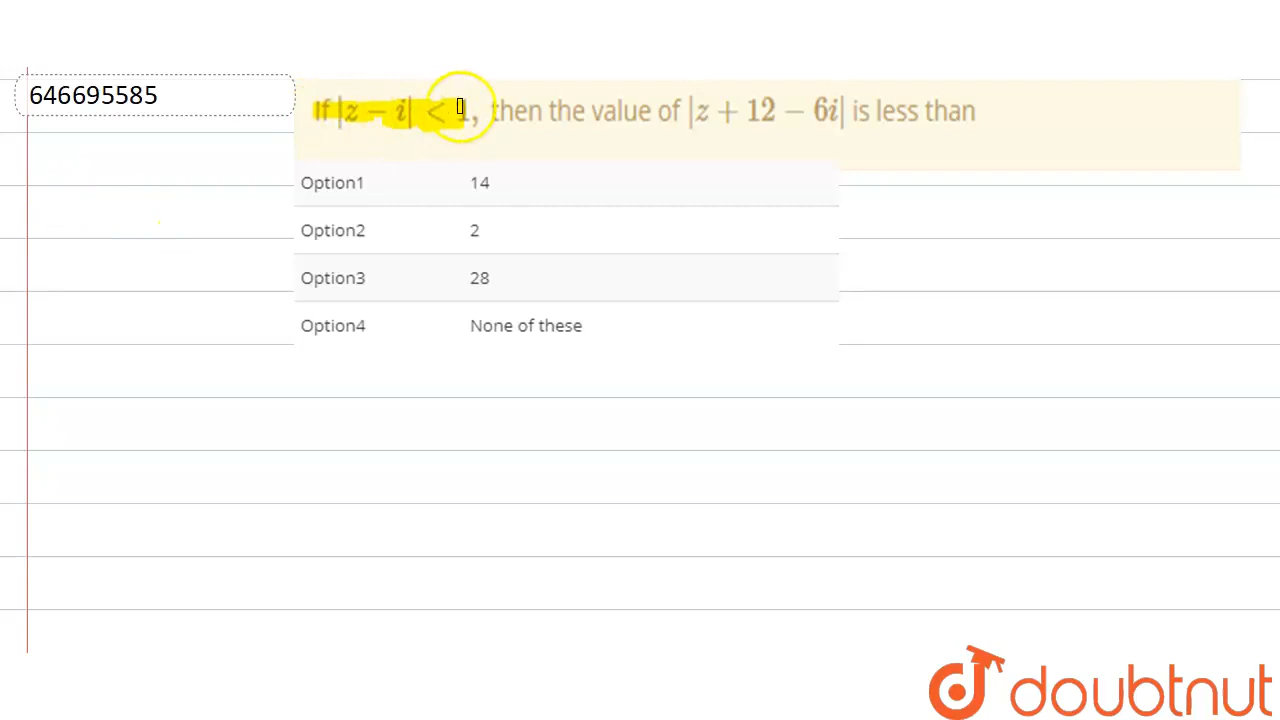 646695585
If |z − i| < 1, then the value of |z + 12 − 6i| is less than
Option1 14
Option2 2
Option3 28
Option4 None of these
doubtnut